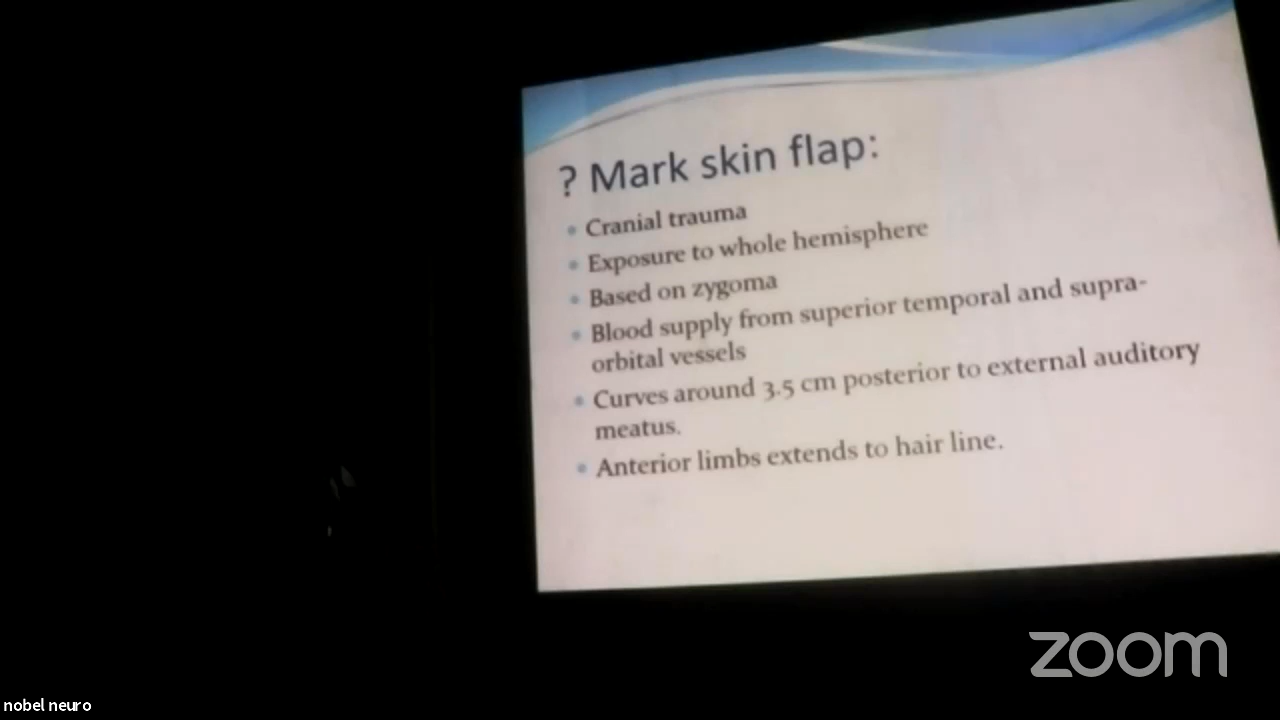 ? Mark skin flap:
Cranial trauma
Exposure to whole hemisphere
Based on zygoma
Blood supply from superior temporal and supra-
orbital vessels
Curves around 3.5 cm posterior to external auditory
meatus.
Anterior limbs extends to hair line.
zoom
nobel neuro